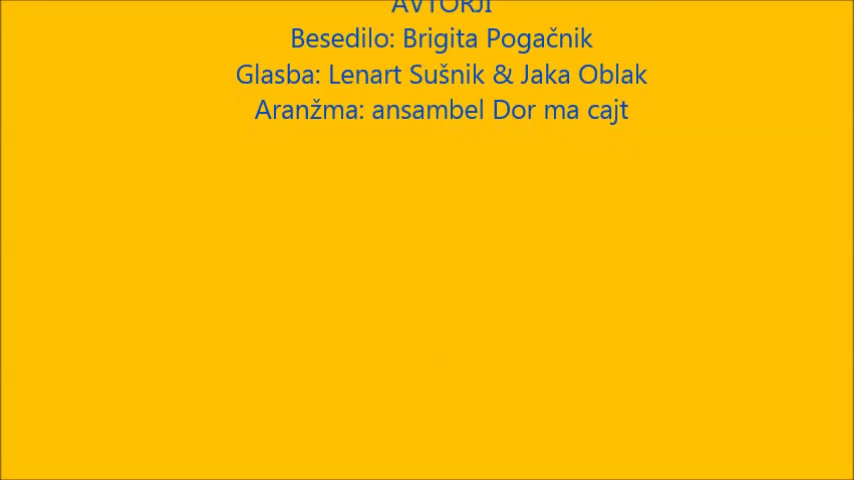 AVTORJI
Besedilo: Brigita Pogačnik
Glasba: Lenart Sušnik & Jaka Oblak
Aranžma: ansambel Dor ma cajt